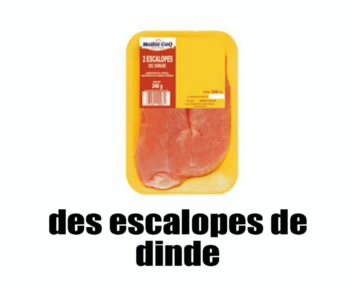 Maître CoQ
2 ESCALOPES
DE DINDE
240 g
des escalopes de
dinde